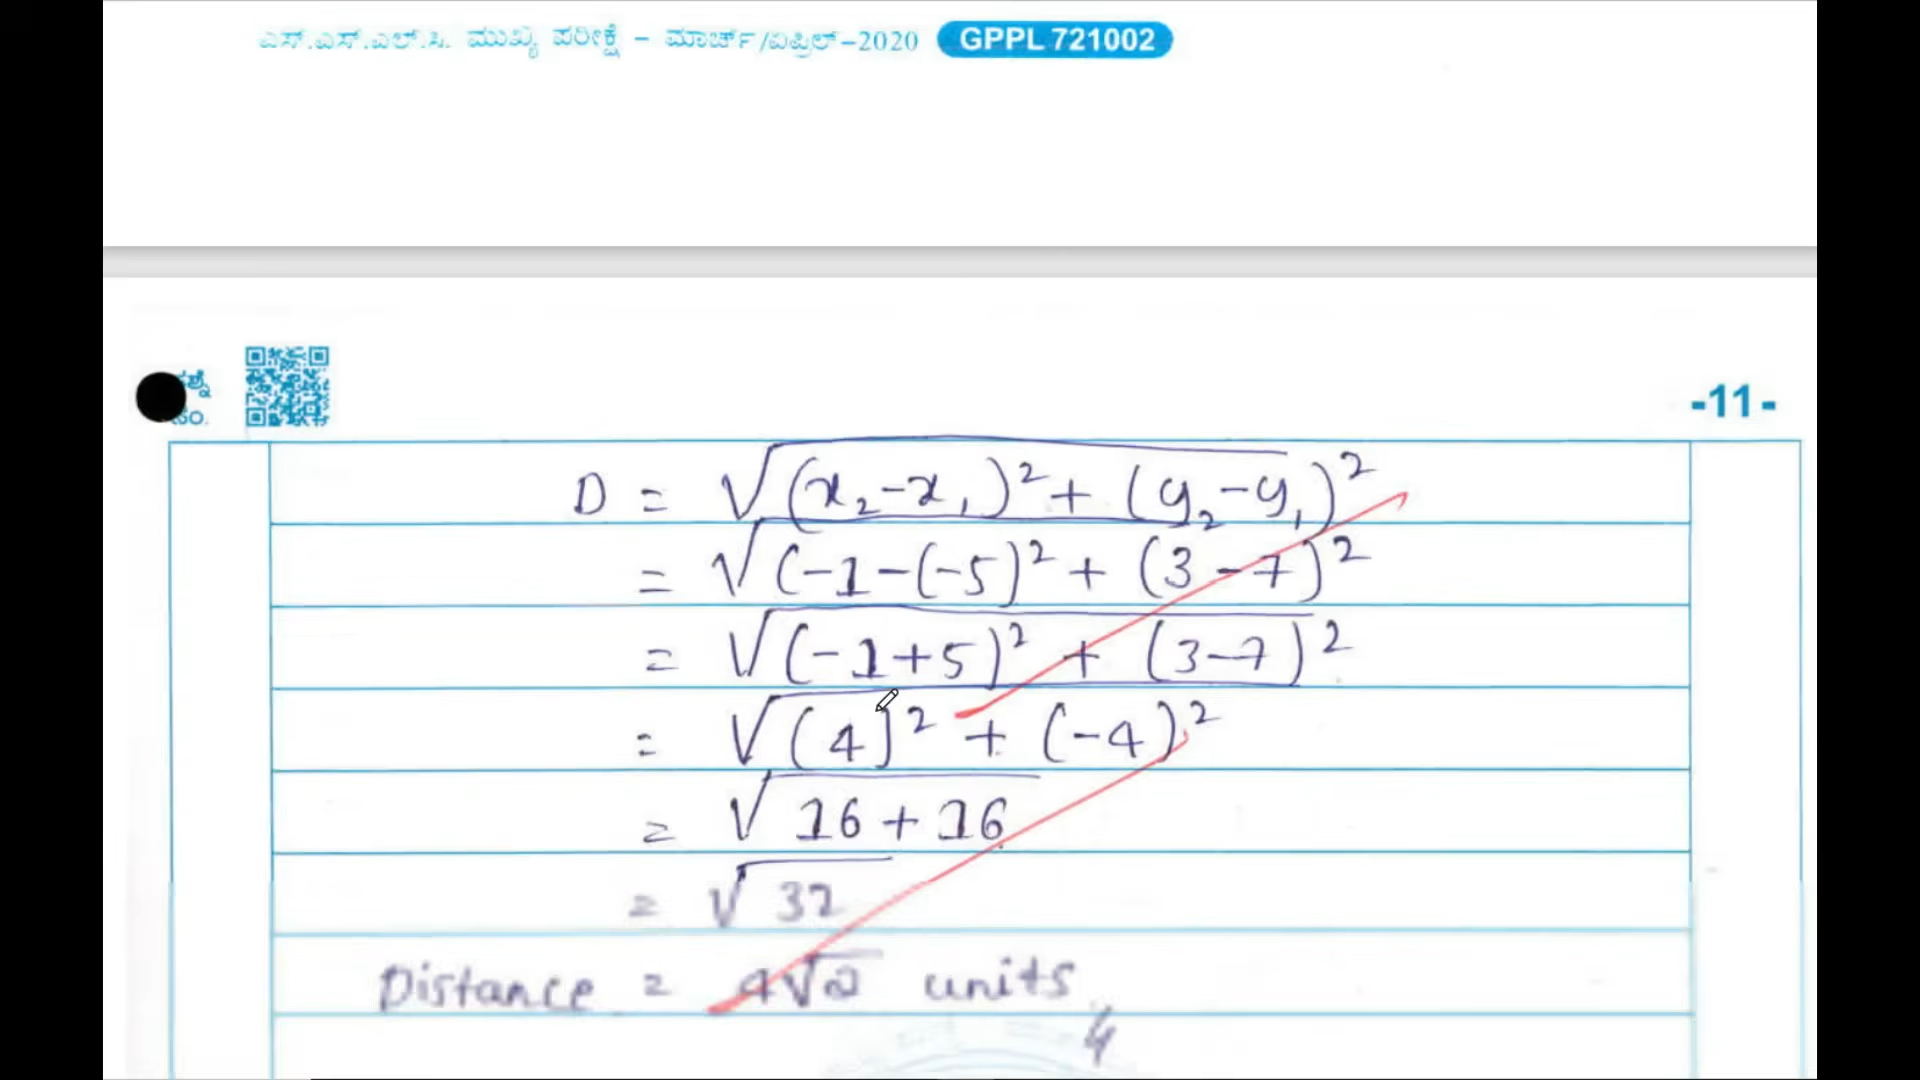 ಎಸ್.ಎಸ್.ಎಲ್.ಸಿ. ಮುಖ್ಯ ಪರೀಕ್ಷೆ - ಮಾರ್ಚ್/ಏಪ್ರಿಲ್-2020 GPPL 721002
-11-
ಸಂ.
D = √(x₂-x₁)² + (y₂-y₁)²
= √(-1-(-5)² + (3-7)²
= √(-1+5)² + (3-7)²
= √(4)² + (-4)²
= √16+16
= √32
Distance = 4√2 units